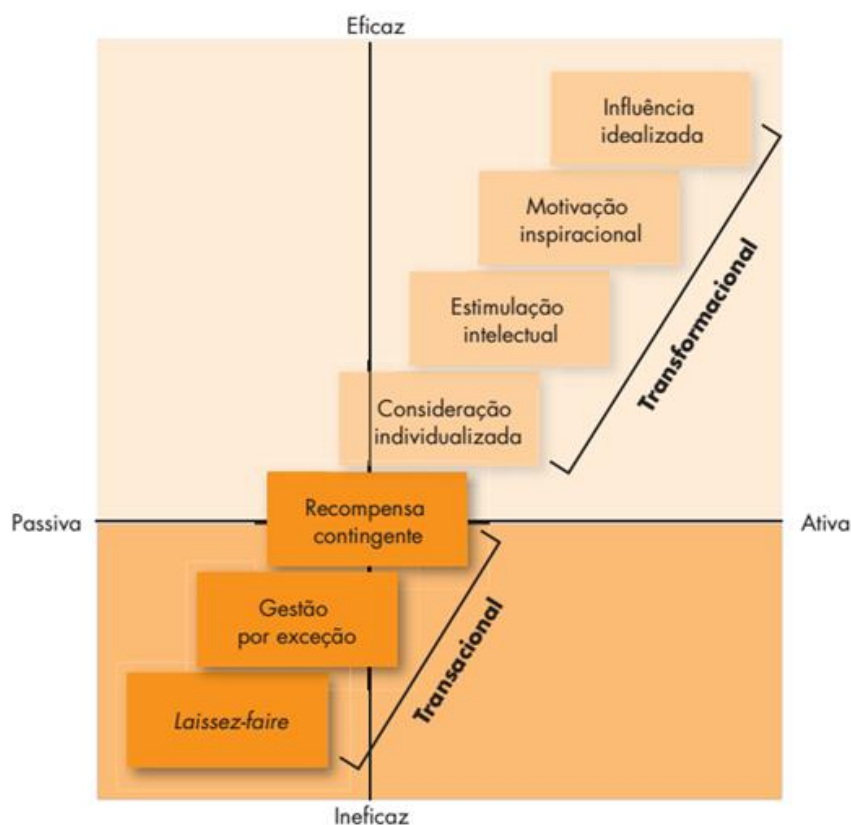 Eficaz
Influência
idealizada
Motivação
inspiracional
Estimulação
intelectual
Transformacional
Consideração
individualizada
Recompensa
contingente
Passiva
Ativa
Gestão
por exceção
Transacional
Laissez-faire
Ineficaz